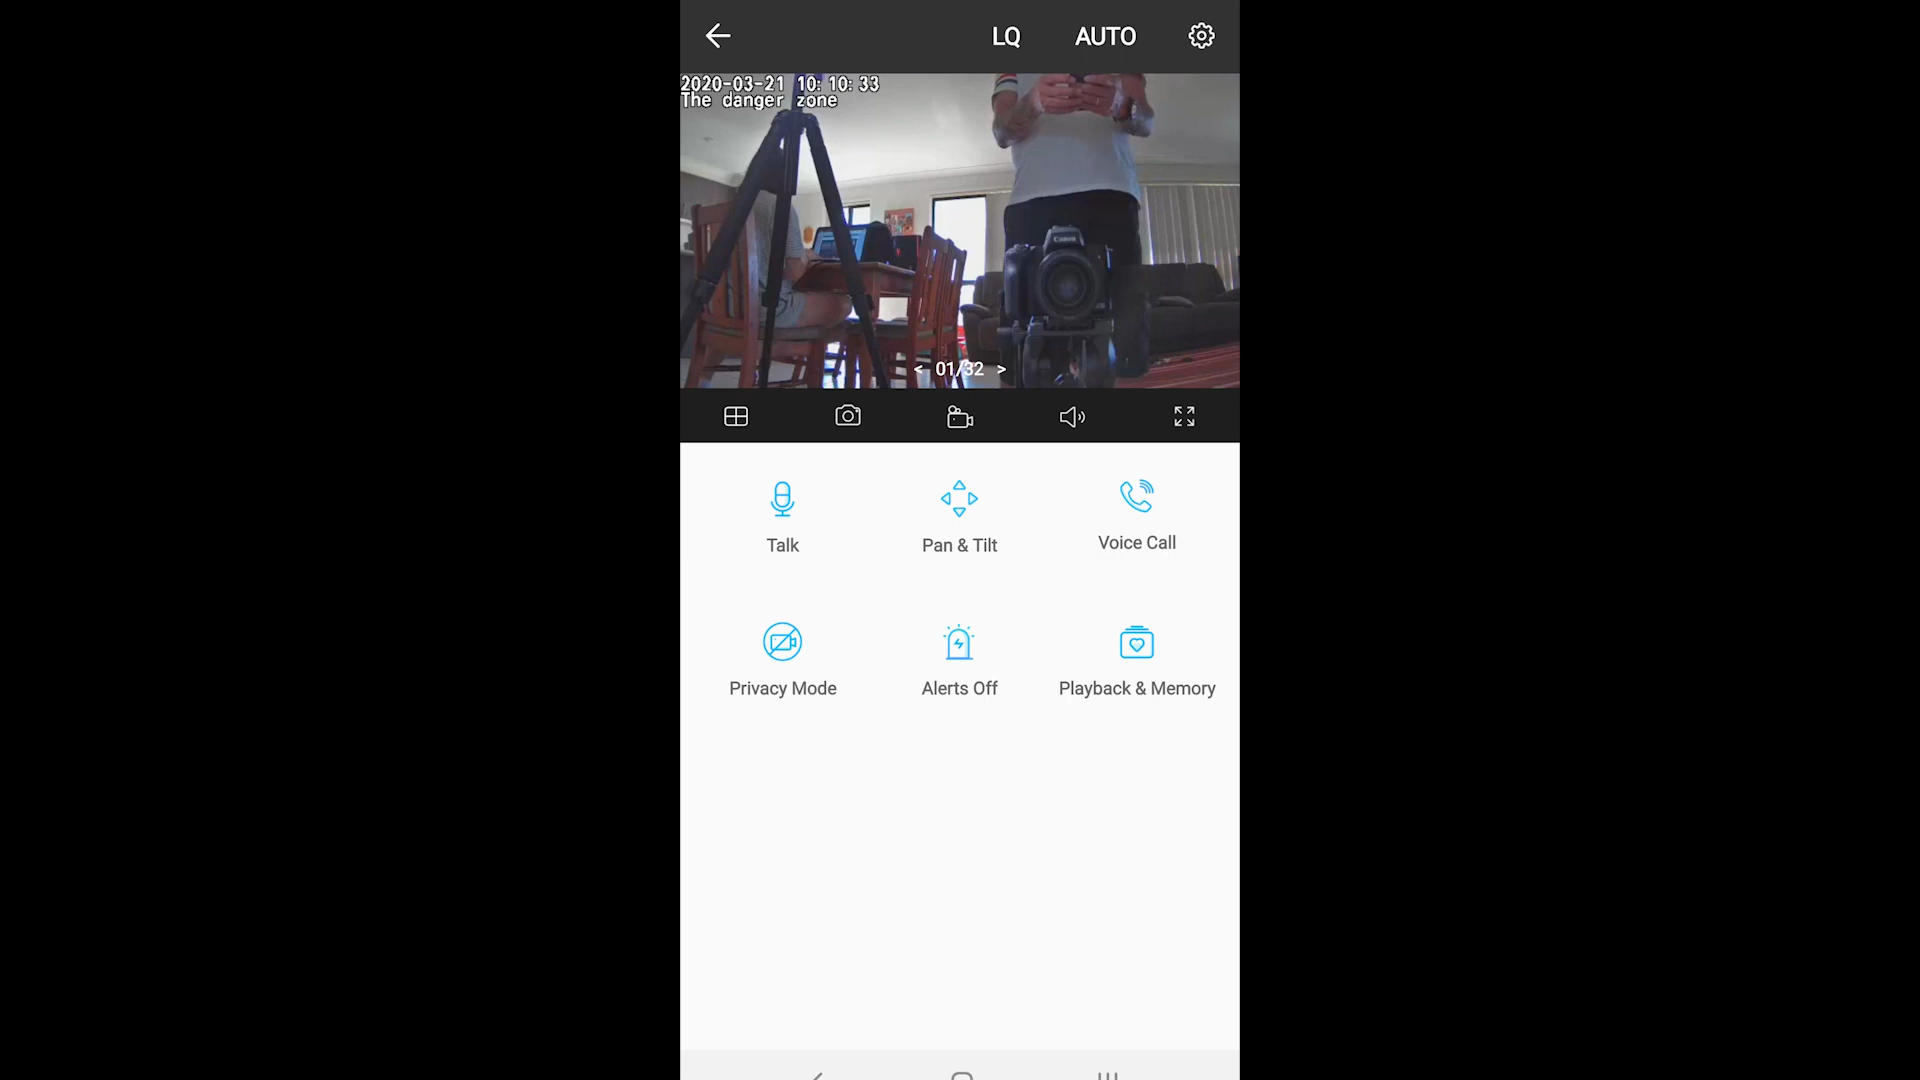 LQ AUTO
2020-03-21 10:10:33
The danger zone
Canon
< 01/32 >
Talk Pan & Tilt Voice Call
Privacy Mode Alerts Off Playback & Memory